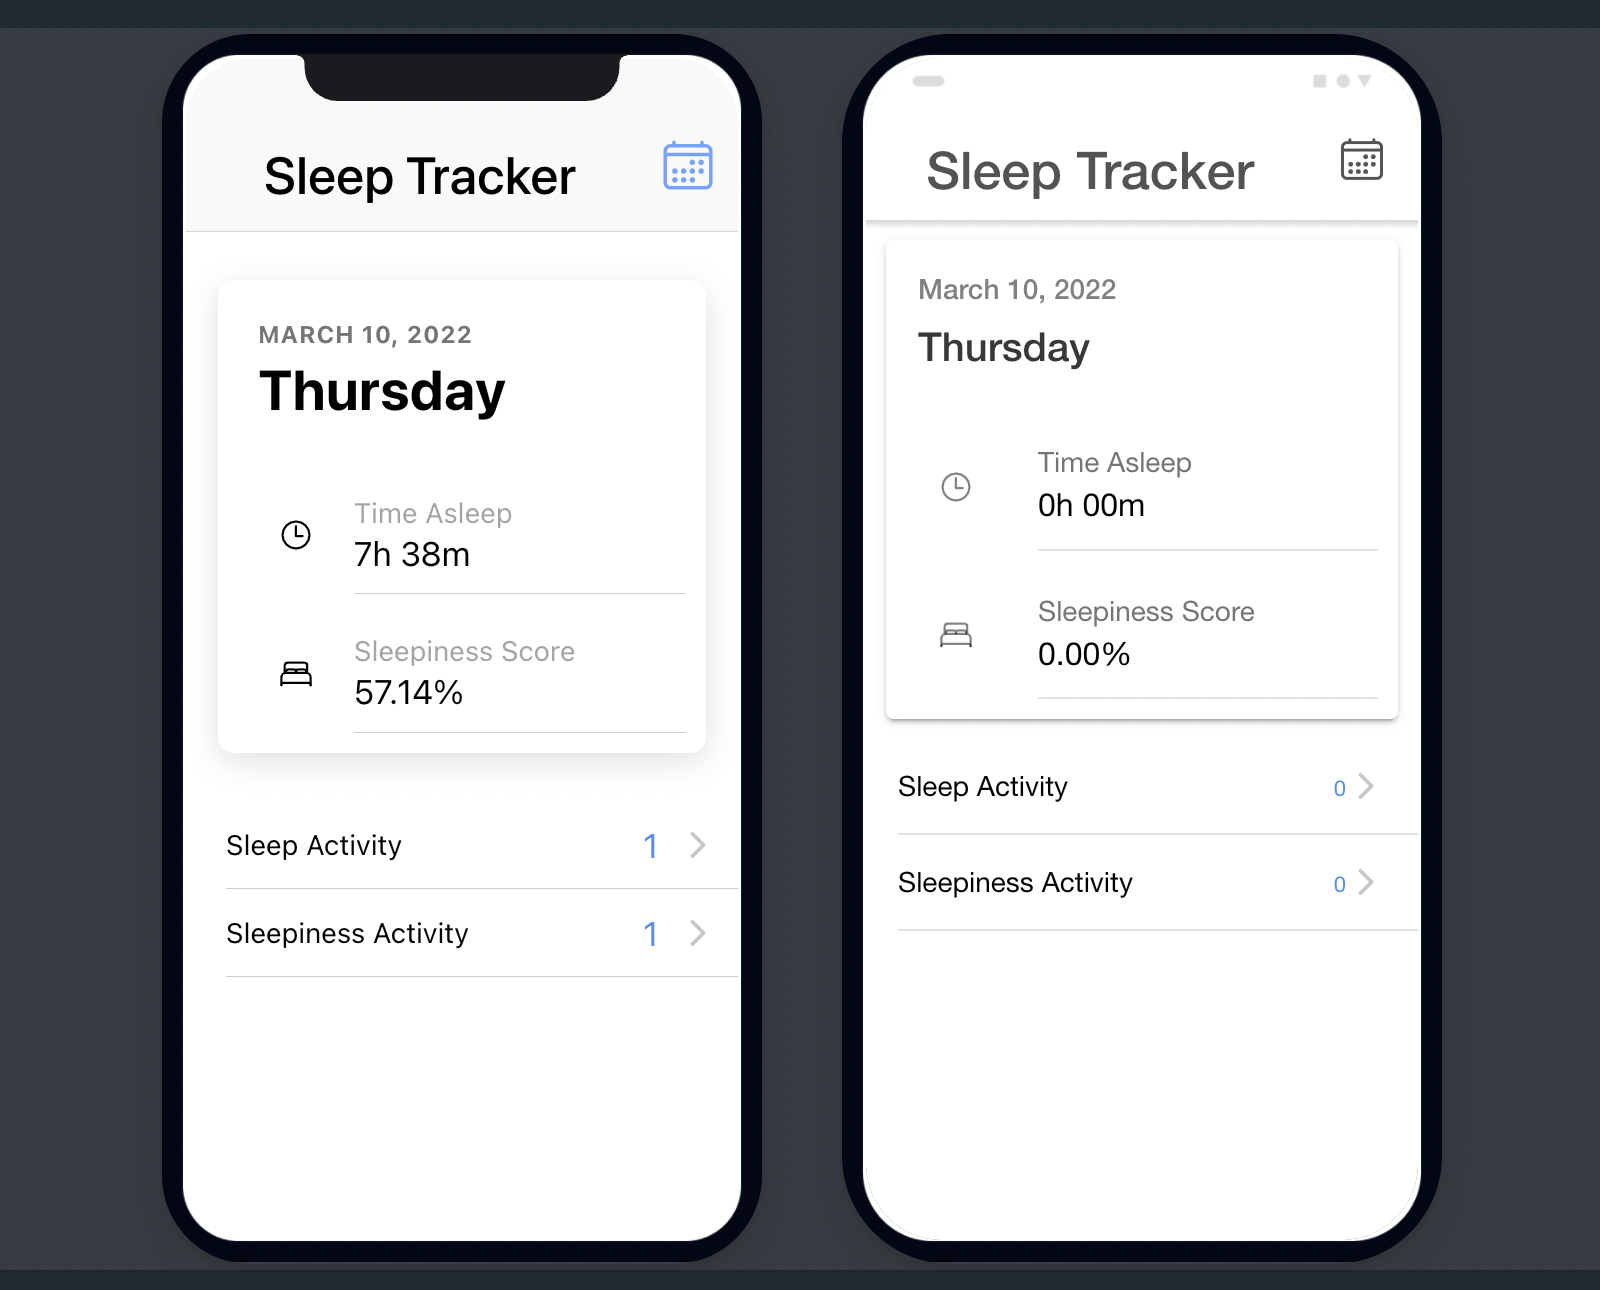 Sleep Tracker
MARCH 10, 2022
Thursday
Time Asleep
7h 38m
Sleepiness Score
57.14%
Sleep Activity 1
Sleepiness Activity 1
Sleep Tracker
March 10, 2022
Thursday
Time Asleep
0h 00m
Sleepiness Score
0.00%
Sleep Activity 0
Sleepiness Activity 0